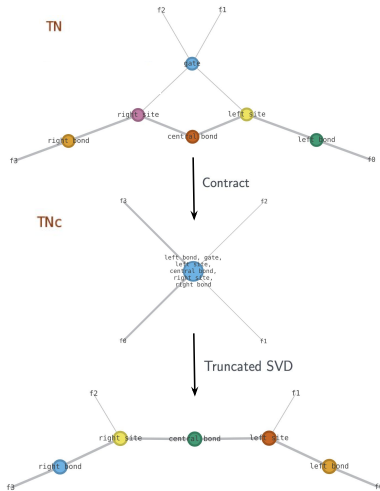 f2 f1
TN
gate
right site left site
central bond
right bond left bond
f3 f0
Contract
f3 f2
TNc
left bond, gate,
left site,
central bond,
right site,
right bond
f0 f1
Truncated SVD
f2 f1
right site central bond left site
right bond left bond
f3